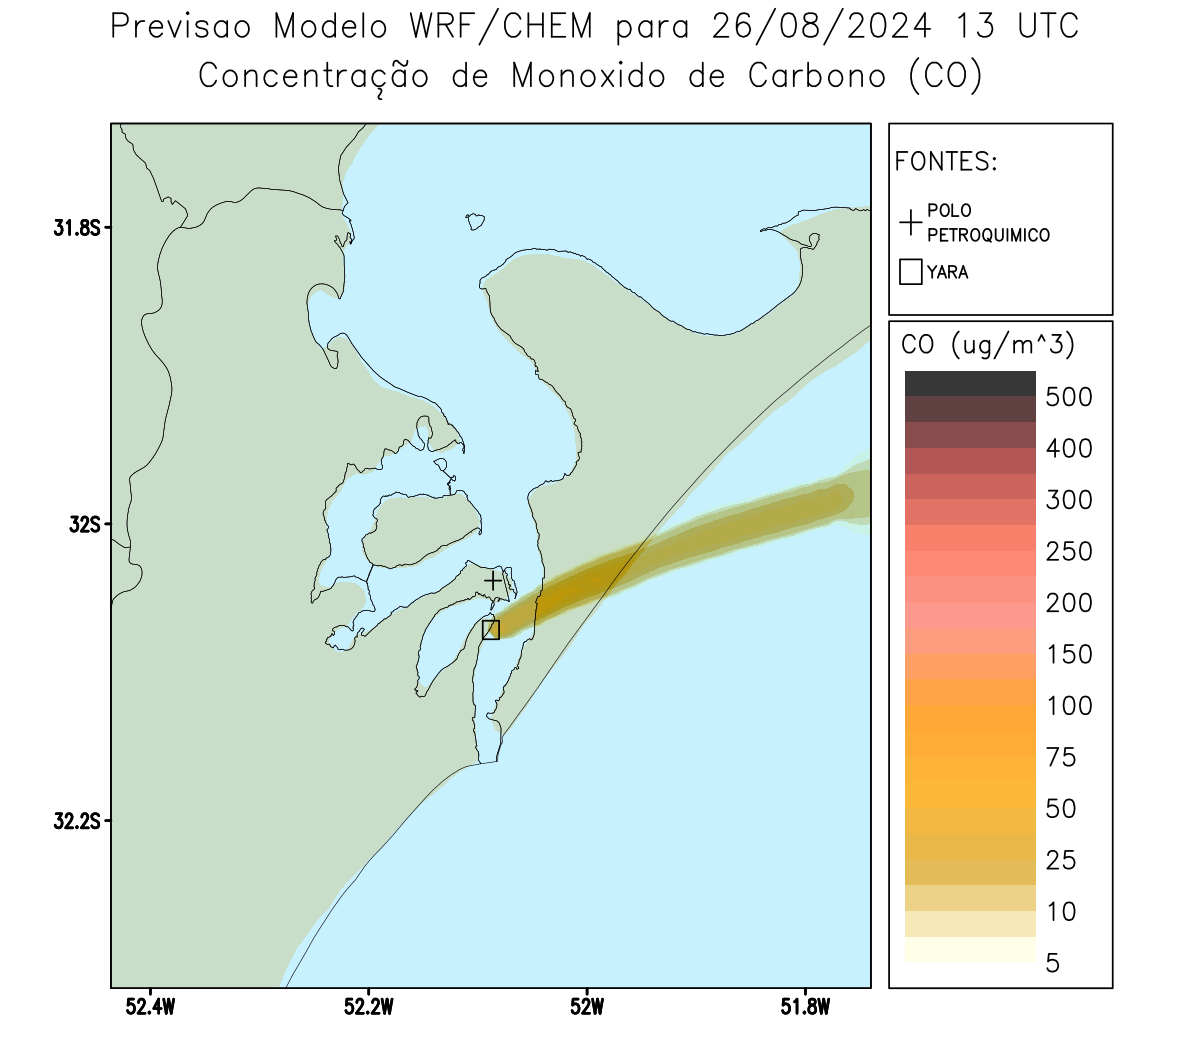 Previsao Modelo WRF/CHEM para 26/08/2024 13 UTC
Concentração de Monoxido de Carbono (CO)
FONTES:
POLO
PETROQUIMICO
YARA
CO (ug/m^3)
500
400
300
250
200
150
100
75
50
25
10
5
31.8S
32S
32.2S
52.4W
52.2W
52W
51.8W